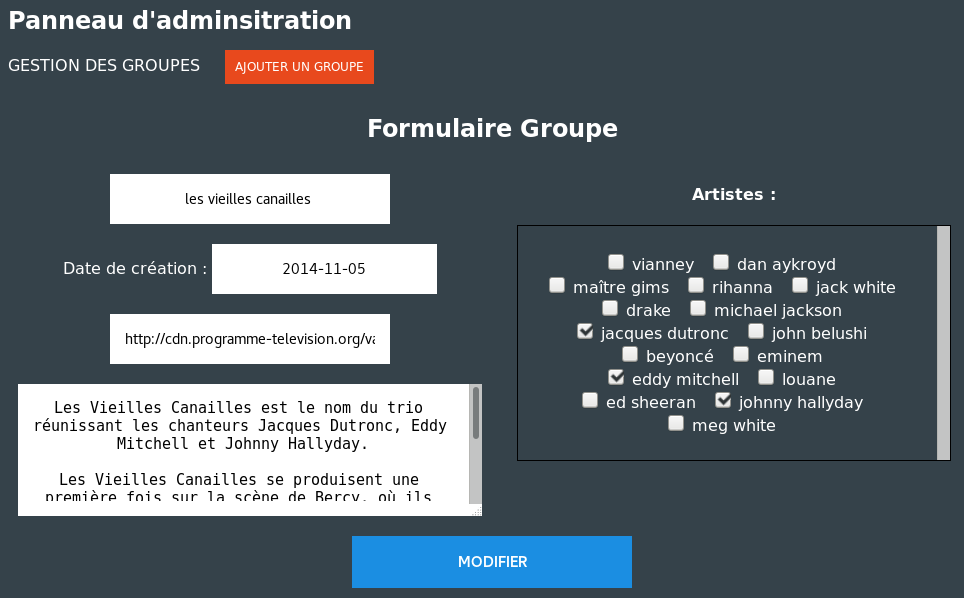 Panneau d'adminsitration
GESTION DES GROUPES AJOUTER UN GROUPE
Formulaire Groupe
les vieilles canailles
Date de création : 2014-11-05
http://cdn.programme-television.org/va
Les Vieilles Canailles est le nom du trio
réunissant les chanteurs Jacques Dutronc, Eddy
Mitchell et Johnny Hallyday.
Les Vieilles Canailles se produisent une
première fois sur la scène de Bercy, où ils
Artistes :
vianney dan aykroyd
maître gims rihanna jack white
drake michael jackson
jacques dutronc john belushi
beyoncé eminem
eddy mitchell louane
ed sheeran johnny hallyday
meg white
MODIFIER